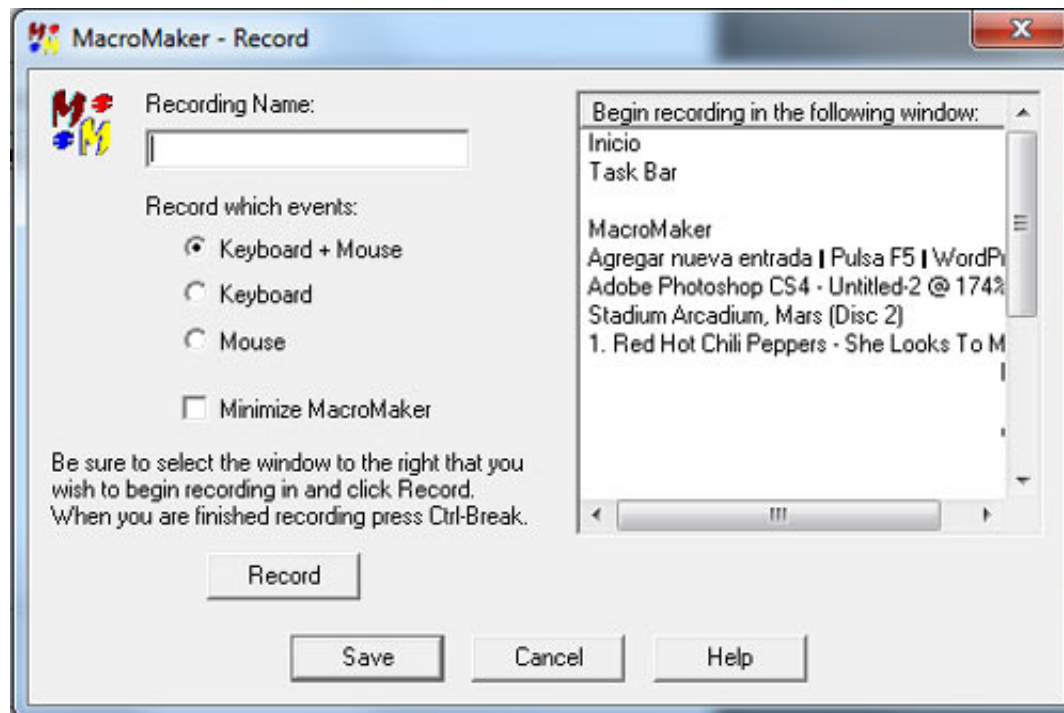 MacroMaker - Record
Recording Name:
Record which events:
Keyboard + Mouse
Keyboard
Mouse
Minimize MacroMaker
Be sure to select the window to the right that you
wish to begin recording in and click Record.
When you are finished recording press Ctrl-Break.
Record
Begin recording in the following window:
Inicio
Task Bar
MacroMaker
Agregar nueva entrada | Pulsa F5 | WordPr
Adobe Photoshop CS4 - Untitled-2 @ 174%
Stadium Arcadium, Mars (Disc 2)
1. Red Hot Chili Peppers - She Looks To M
Save
Cancel
Help